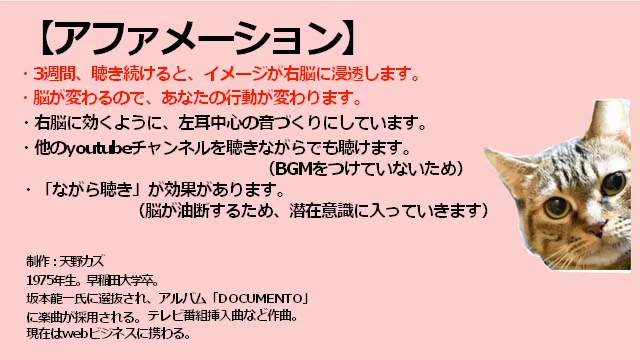 【アファメーション】
・3週間、聴き続けると、イメージが右脳に浸透します。
・脳が変わるので、あなたの行動が変わります。
・右脳に効くように、左耳中心の音づくりにしています。
・他のyoutubeチャンネルを聴きながらでも聴けます。
（BGMをつけていないため）
・「ながら聴き」が効果があります。
（脳が油断するため、潜在意識に入っていきます）
制作：天野カズ
1975年生。早稲田大学卒。
坂本龍一氏に選抜され、アルバム「DOCUMENTO」
に楽曲が採用される。テレビ番組挿入曲など作曲。
現在はwebビジネスに携わる。